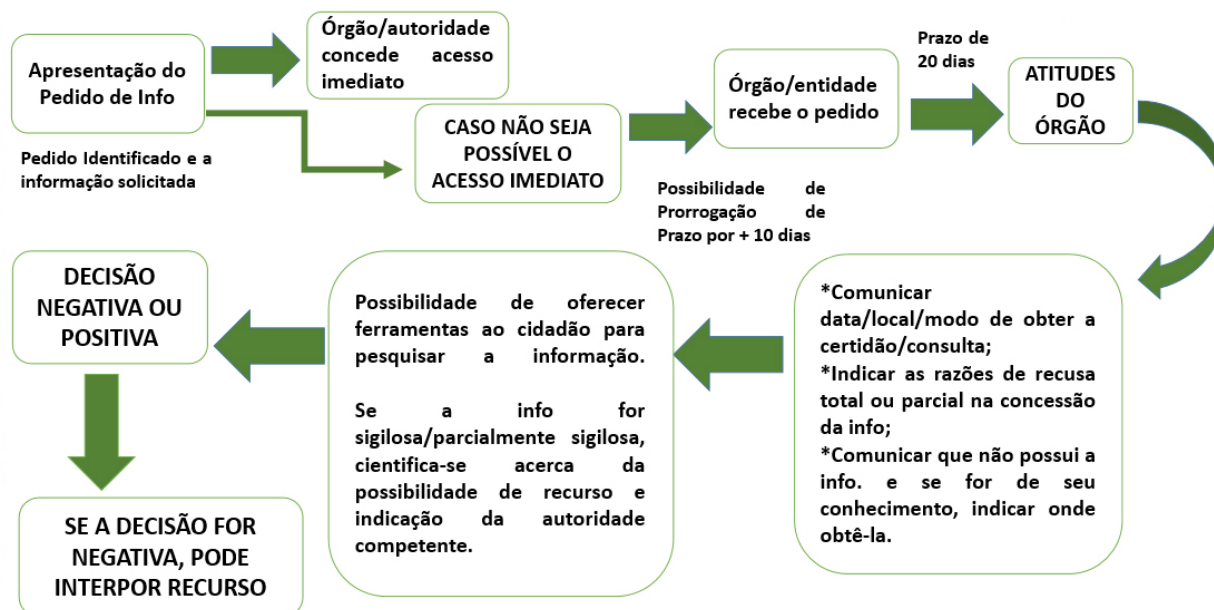 Apresentação do
Pedido de Info
Pedido Identificado e a
informação solicitada
Órgão/autoridade
concede acesso
imediato
CASO NÃO SEJA
POSSÍVEL O
ACESSO IMEDIATO
Órgão/entidade
recebe o pedido
Possibilidade de
Prorrogação de
Prazo por + 10 dias
Prazo de
20 dias
ATITUDES
DO
ÓRGÃO
*Comunicar
data/local/modo de obter a
certidão/consulta;
*Indicar as razões de recusa
total ou parcial na concessão
da info;
*Comunicar que não possui a
info. e se for de seu
conhecimento, indicar onde
obtê-la.
Possibilidade de oferecer
ferramentas ao cidadão para
pesquisar a informação.
Se a info for
sigilosa/parcialmente sigilosa,
cientifica-se acerca da
possibilidade de recurso e
indicação da autoridade
competente.
DECISÃO
NEGATIVA OU
POSITIVA
SE A DECISÃO FOR
NEGATIVA, PODE
INTERPOR RECURSO